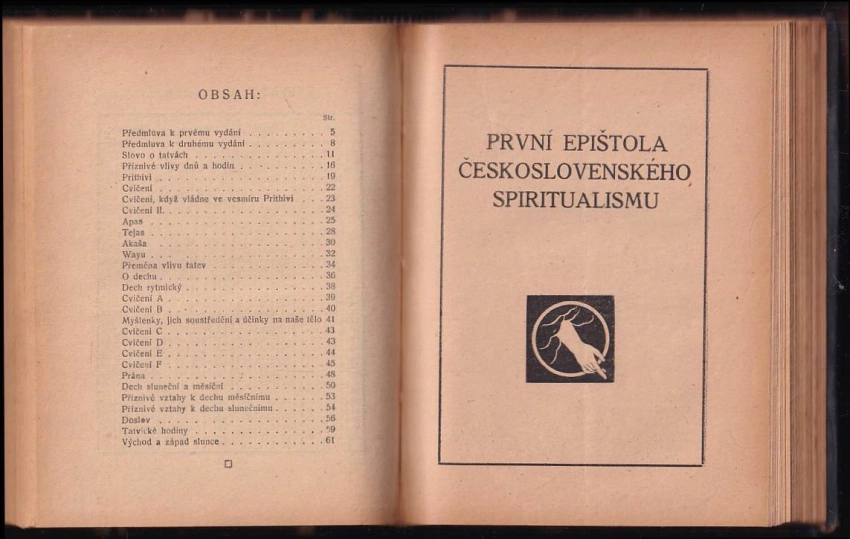 OBSAH:
Str.
Předmluva k prvému vydání . . . . . . . . . 5
Předmluva k druhému vydání . . . . . . . . . 8
Slovo o tatvách . . . . . . . . . . . . . 11
Příznivé vlivy dnů a hodin . . . . . . . . . 16
Prithivi . . . . . . . . . . . . . . . 19
Cvičení . . . . . . . . . . . . . . . 22
Cvičení, když vládne ve vesmíru Prithivi . . . 23
Cvičení II. . . . . . . . . . . . . . . 24
Apas . . . . . . . . . . . . . . . . 25
Tejas . . . . . . . . . . . . . . . . 28
Akaša . . . . . . . . . . . . . . . 30
Wayu . . . . . . . . . . . . . . . . 32
Přeměna vlivu tatev . . . . . . . . . . . 34
O dechu . . . . . . . . . . . . . . . 36
Dech rytmický . . . . . . . . . . . . . 38
Cvičení A . . . . . . . . . . . . . . 39
Cvičení B . . . . . . . . . . . . . . 40
Myšlenky, jich soustředění a účinky na naše tělo 41
Cvičení C . . . . . . . . . . . . . . 43
Cvičení D . . . . . . . . . . . . . . 43
Cvičení E . . . . . . . . . . . . . . 44
Cvičení F . . . . . . . . . . . . . . 45
Prána . . . . . . . . . . . . . . . 48
Dech sluneční a měsíční . . . . . . . . . 50
Příznivé vztahy k dechu měsíčnímu . . . . . 53
Příznivé vztahy k dechu slunečnímu . . . . . 54
Doslov . . . . . . . . . . . . . . . 56
Tatvické hodiny . . . . . . . . . . . . 59
Východ a západ slunce . . . . . . . . . . 61
PRVNÍ EPIŠTOLA
ČESKOSLOVENSKÉHO
SPIRITUALISMU